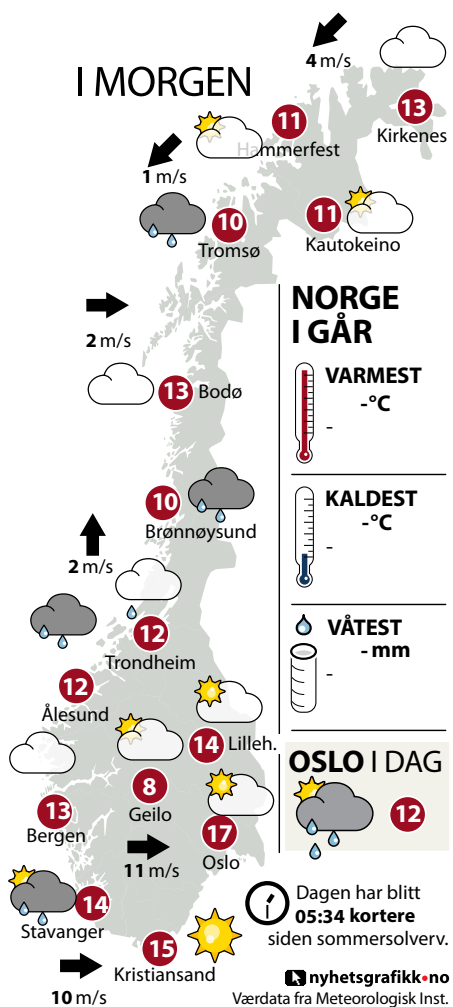 I MORGEN
4 m/s
13
Kirkenes
11
Hammerfest
1 m/s
10
Tromsø
11
Kautokeino
2 m/s
13 Bodø
10
Brønnøysund
2 m/s
12
Trondheim
12
Ålesund
14 Lilleh.
8
Geilo
13
Bergen
17
Oslo
11 m/s
14
Stavanger
15
Kristiansand
10 m/s
NORGE
I GÅR
VARMEST
-°C
-
KALDEST
-°C
-
VÅTEST
- mm
-
OSLO I DAG
12
Dagen har blitt
05:34 kortere
siden sommersolverv.
nyhetsgrafikk•no
Værdata fra Meteorologisk Inst.